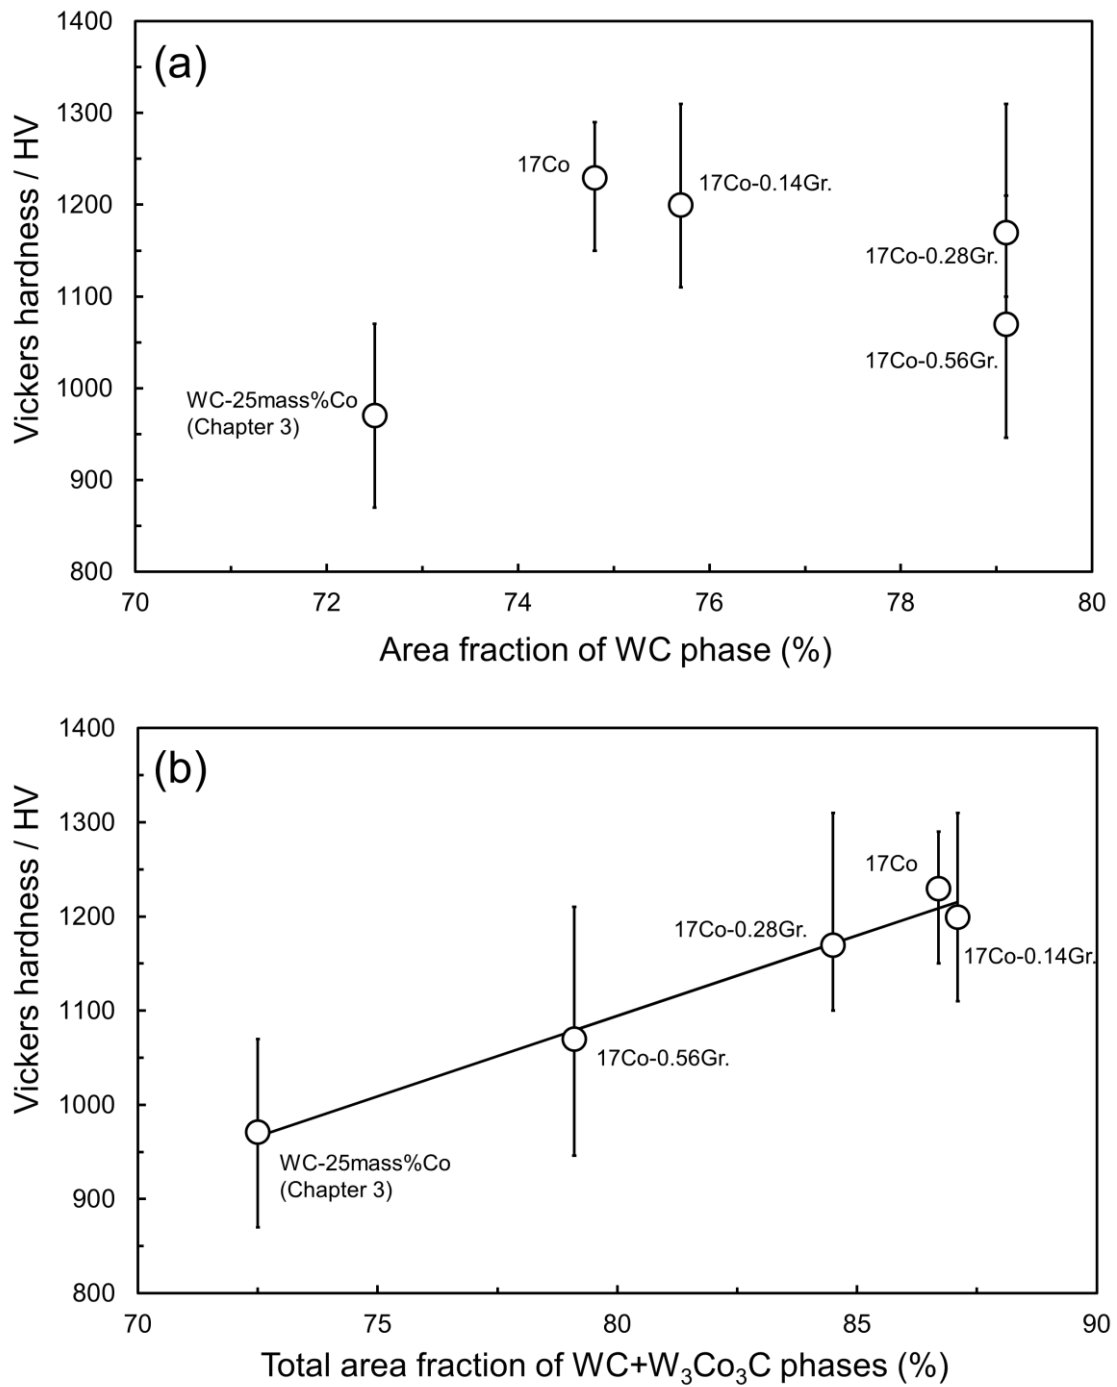 (a)
1400
1300
1200
1100
1000
900
800
Vickers hardness / HV
17Co
17Co-0.14Gr.
17Co-0.28Gr.
17Co-0.56Gr.
WC-25mass%Co
(Chapter 3)
70
72
74
76
78
80
Area fraction of WC phase (%)
(b)
1400
1300
1200
1100
1000
900
800
Vickers hardness / HV
17Co
17Co-0.28Gr.
17Co-0.14Gr.
17Co-0.56Gr.
WC-25mass%Co
(Chapter 3)
70
75
80
85
90
Total area fraction of WC+W₃Co₃C phases (%)